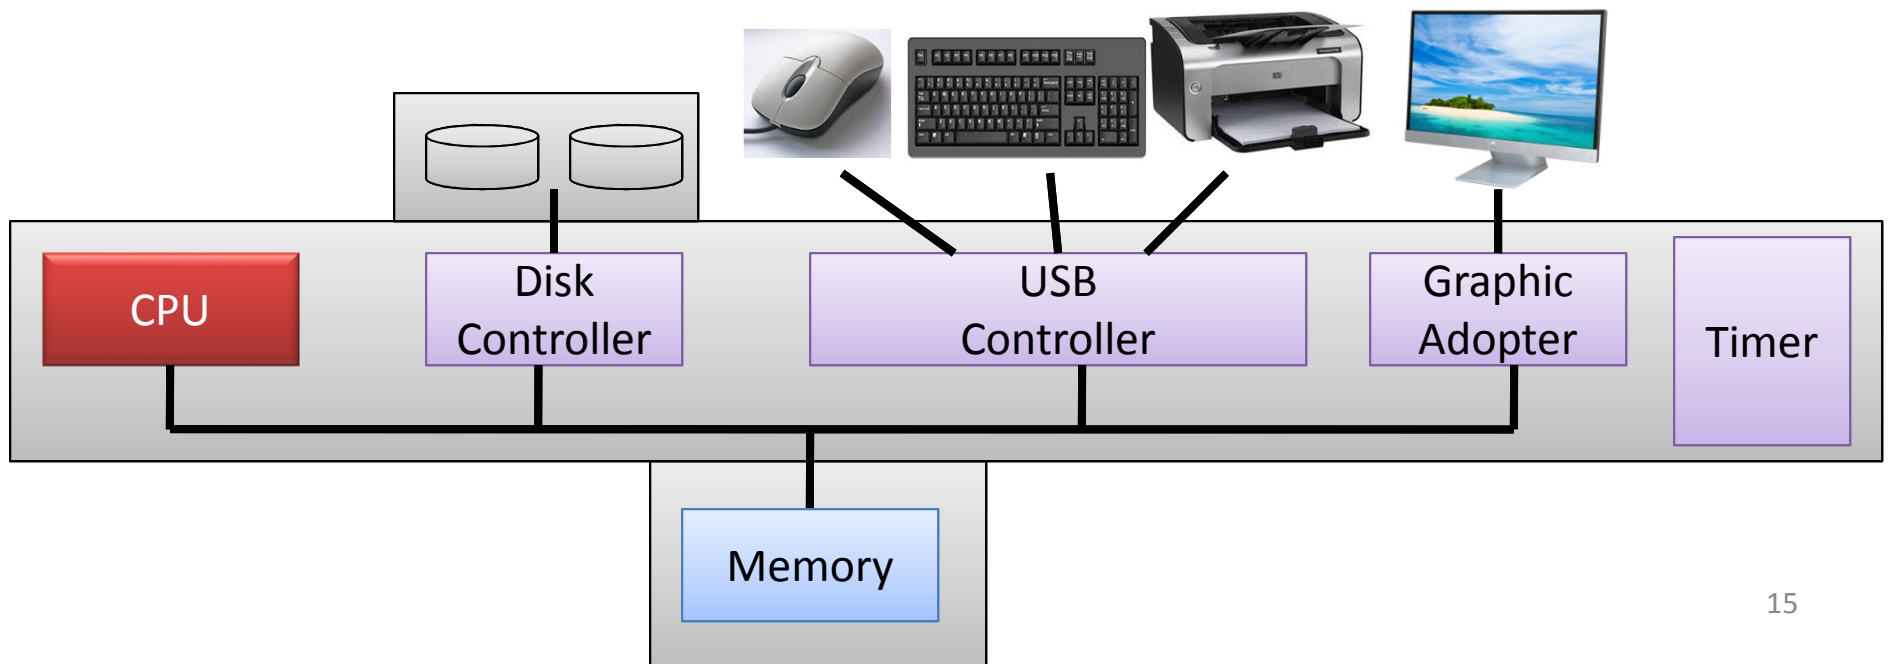 CPU
Disk
Controller
USB
Controller
Graphic
Adopter
Timer
Memory
15